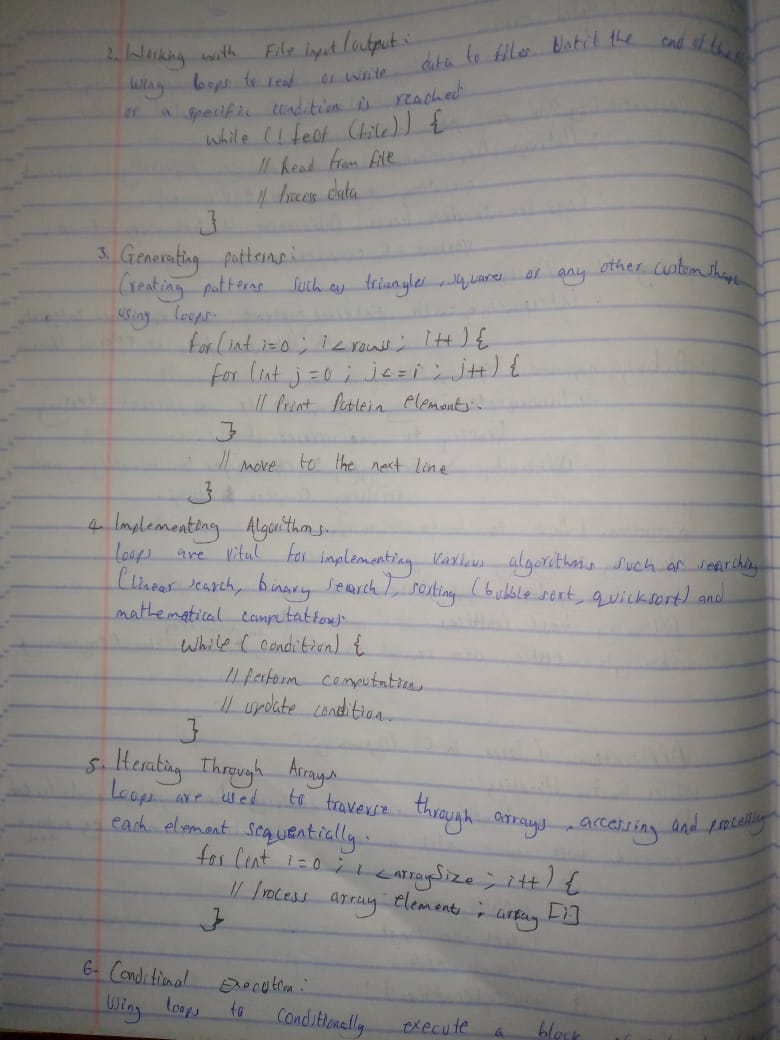 2. Working with File input/output:
Using loops to read or write data to files Until the end of the
or a specific condition is reached
while (! feof (file)) {
// Read from file
// Process data
}
3. Generating patterns:
Creating patterns such as triangles, squares or any other custom shape
using loops.
for (int i=0 ; i < rows ; i++) {
for (int j=0 ; j <= i ; j++) {
// Print Pattern elements.
}
// move to the next line
}
4. Implementing Algorithms.
loops are vital for implementing various algorithms such as searching
(linear search, binary search), sorting (bubble sort, quicksort) and
mathematical computations
while (condition) {
// perform computation
// update condition.
}
5. Iterating Through Arrays
Loops are used to traverse through arrays, accessing and processing
each element sequentially.
for (int i=0 ; i < arraySize ; i++) {
// Process array element : array [i]
}
6- Conditional Execution:
Using loops to conditionally execute a block